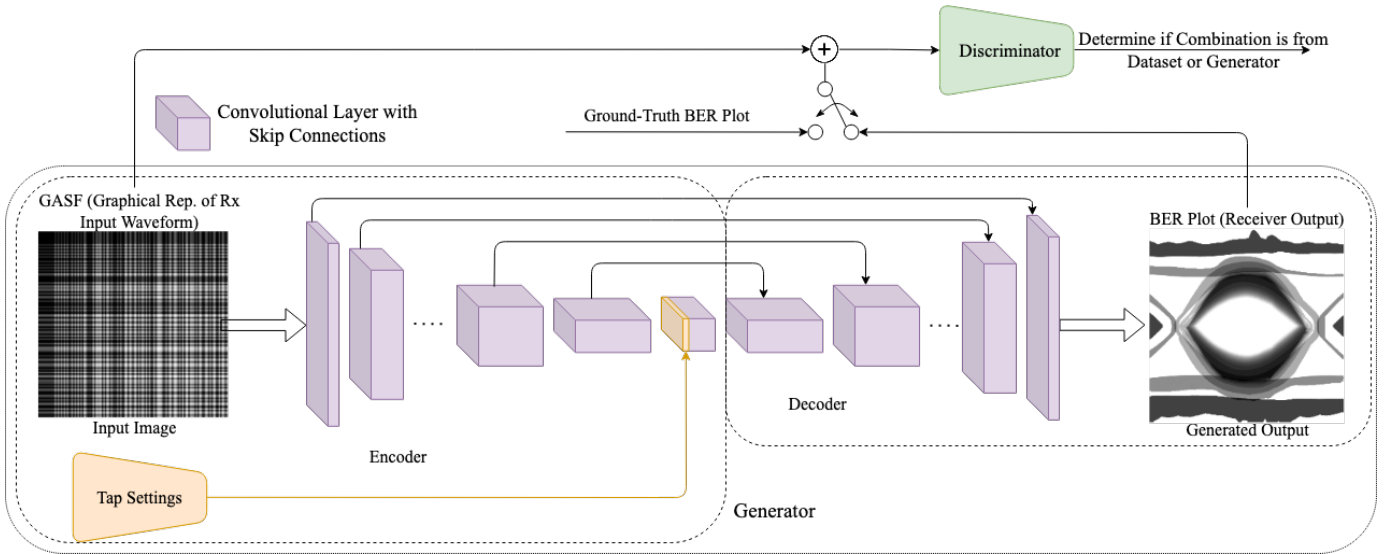 Discriminator
Determine if Combination is from
Dataset or Generator
Convolutional Layer with
Skip Connections
Ground-Truth BER Plot
GASF (Graphical Rep. of Rx
Input Waveform)
BER Plot (Receiver Output)
Input Image
Encoder
Decoder
Generated Output
Tap Settings
Generator